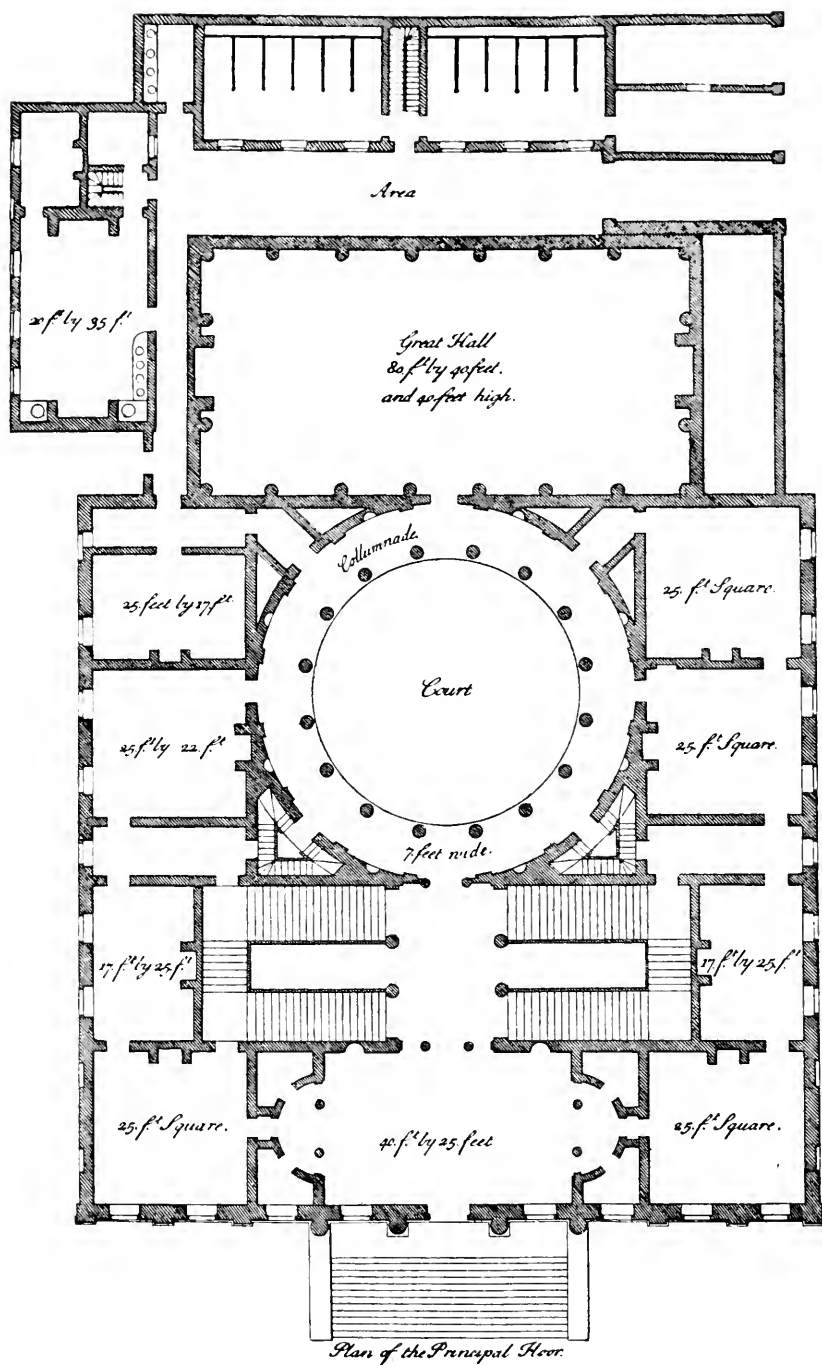 Area
20 f.t by 35 f.t
Great Hall
80 f.t by 40 feet.
and 40 feet high.
Collumnade.
25 feet by 17 f.t
25. f.t Square.
Court
25 f.t by 22. f.t
25 f.t Square.
7 feet wide.
17. f.t by 25 f.t
17 f.t by 25 f.t
25. f.t Square.
40. f.t by 25. feet
25. f.t Square.
Plan of the Principal Floor.